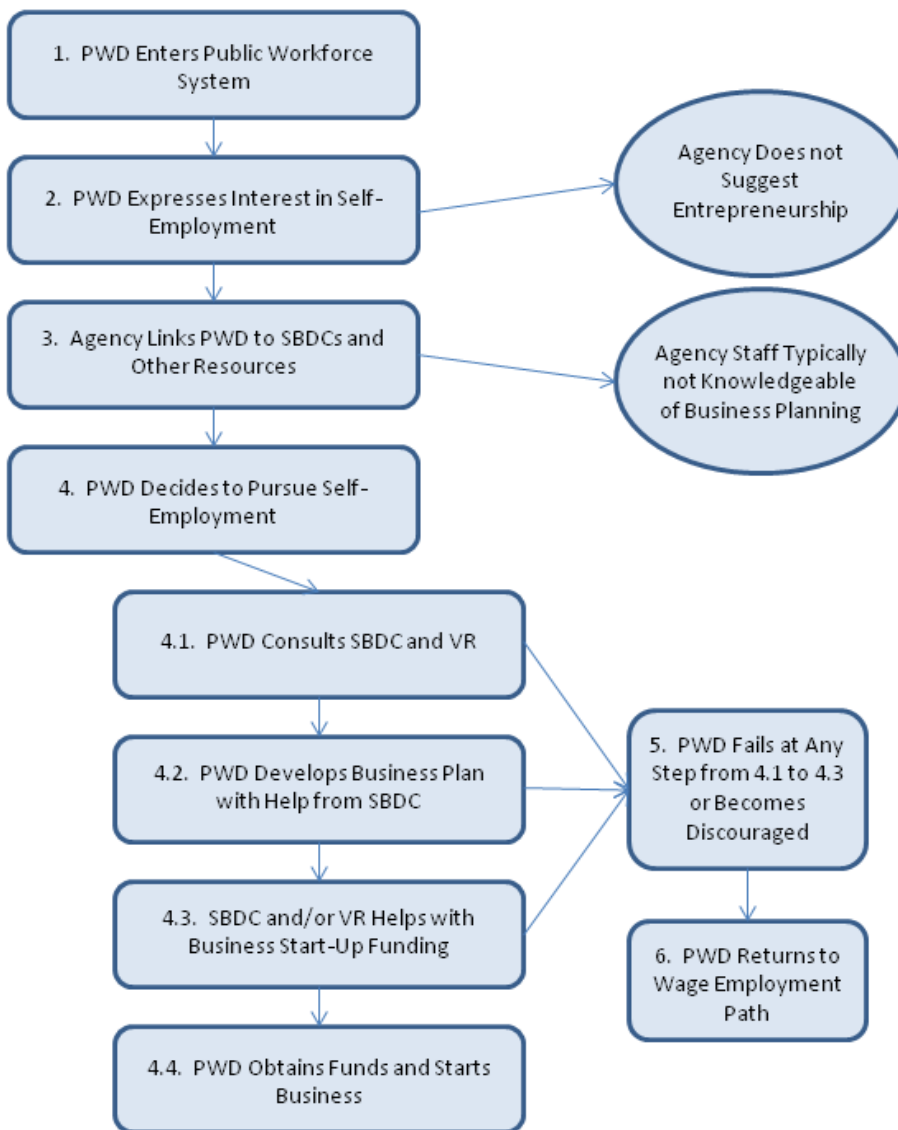 1. PWD Enters Public Workforce
System
2. PWD Expresses Interest in Self-
Employment
Agency Does not
Suggest
Entrepreneurship
3. Agency Links PWD to SBDCs and
Other Resources
Agency Staff Typically
not Knowledgeable
of Business Planning
4. PWD Decides to Pursue Self-
Employment
4.1. PWD Consults SBDC and VR
4.2. PWD Develops Business Plan
with Help from SBDC
4.3. SBDC and/or VR Helps with
Business Start-Up Funding
4.4. PWD Obtains Funds and Starts
Business
5. PWD Fails at Any
Step from 4.1 to 4.3
or Becomes
Discouraged
6. PWD Returns to
Wage Employment
Path